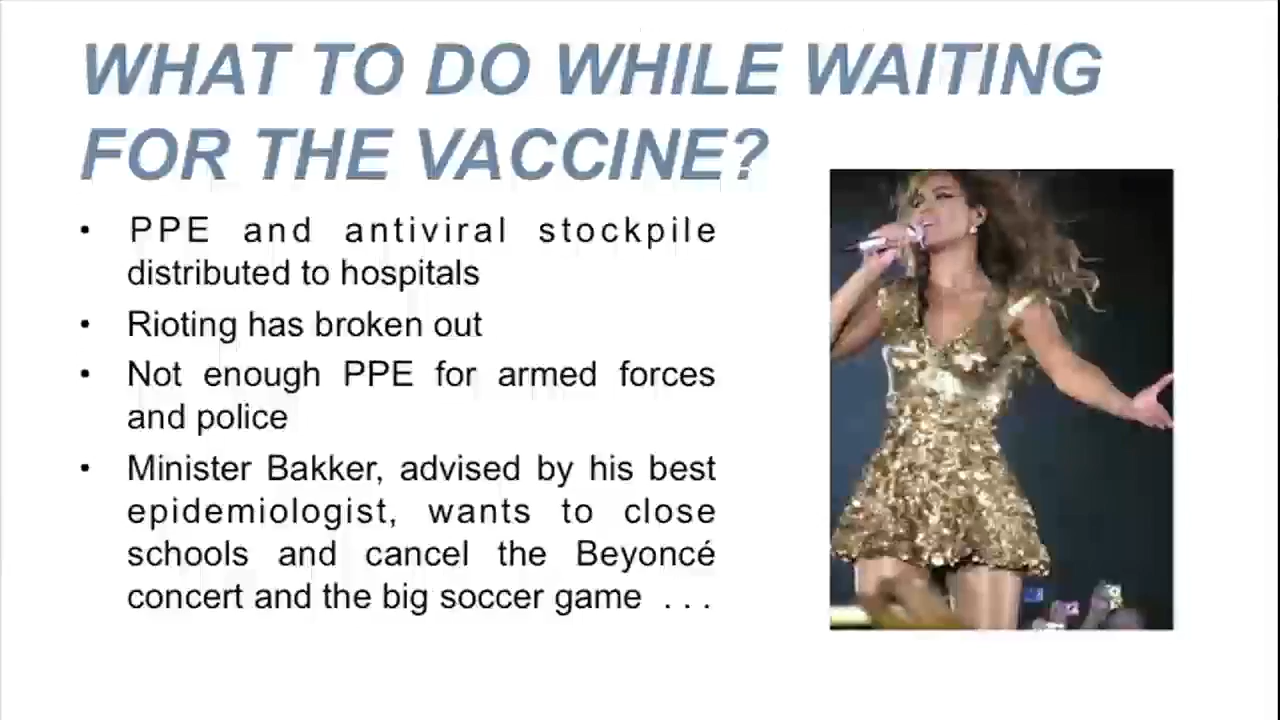 WHAT TO DO WHILE WAITING
FOR THE VACCINE?
• PPE and antiviral stockpile
distributed to hospitals
• Rioting has broken out
• Not enough PPE for armed forces
and police
• Minister Bakker, advised by his best
epidemiologist, wants to close
schools and cancel the Beyoncé
concert and the big soccer game . . .